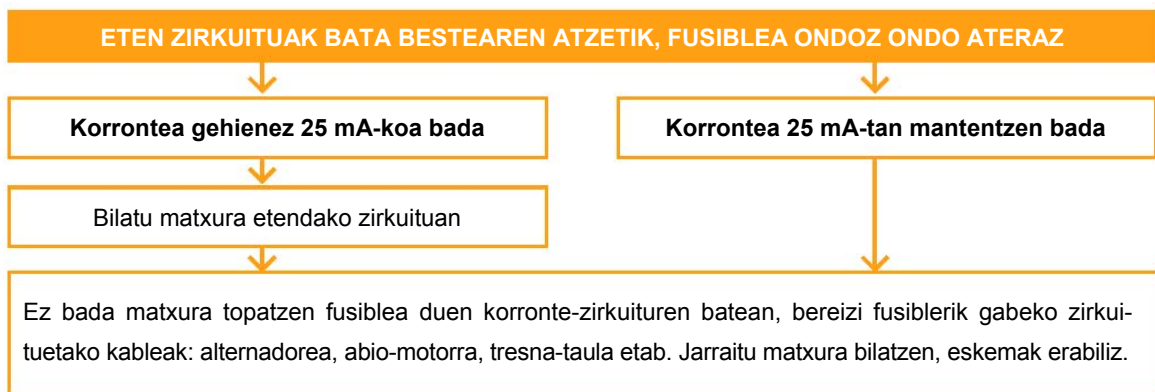 ETEN ZIRKUITUAK BATA BESTEAREN ATZETIK, FUSIBLEA ONDOZ ONDO ATERAZ
Korrontea gehienez 25 mA-koa bada
Korrontea 25 mA-tan mantentzen bada
Bilatu matxura etendako zirkuituan
Ez bada matxura topatzen fusiblea duen korronte-zirkuituren batean, bereizi fusiblerik gabeko zirkui-
tuetako kableak: alternadorea, abio-motorra, tresna-taula etab. Jarraitu matxura bilatzen, eskemak erabiliz.